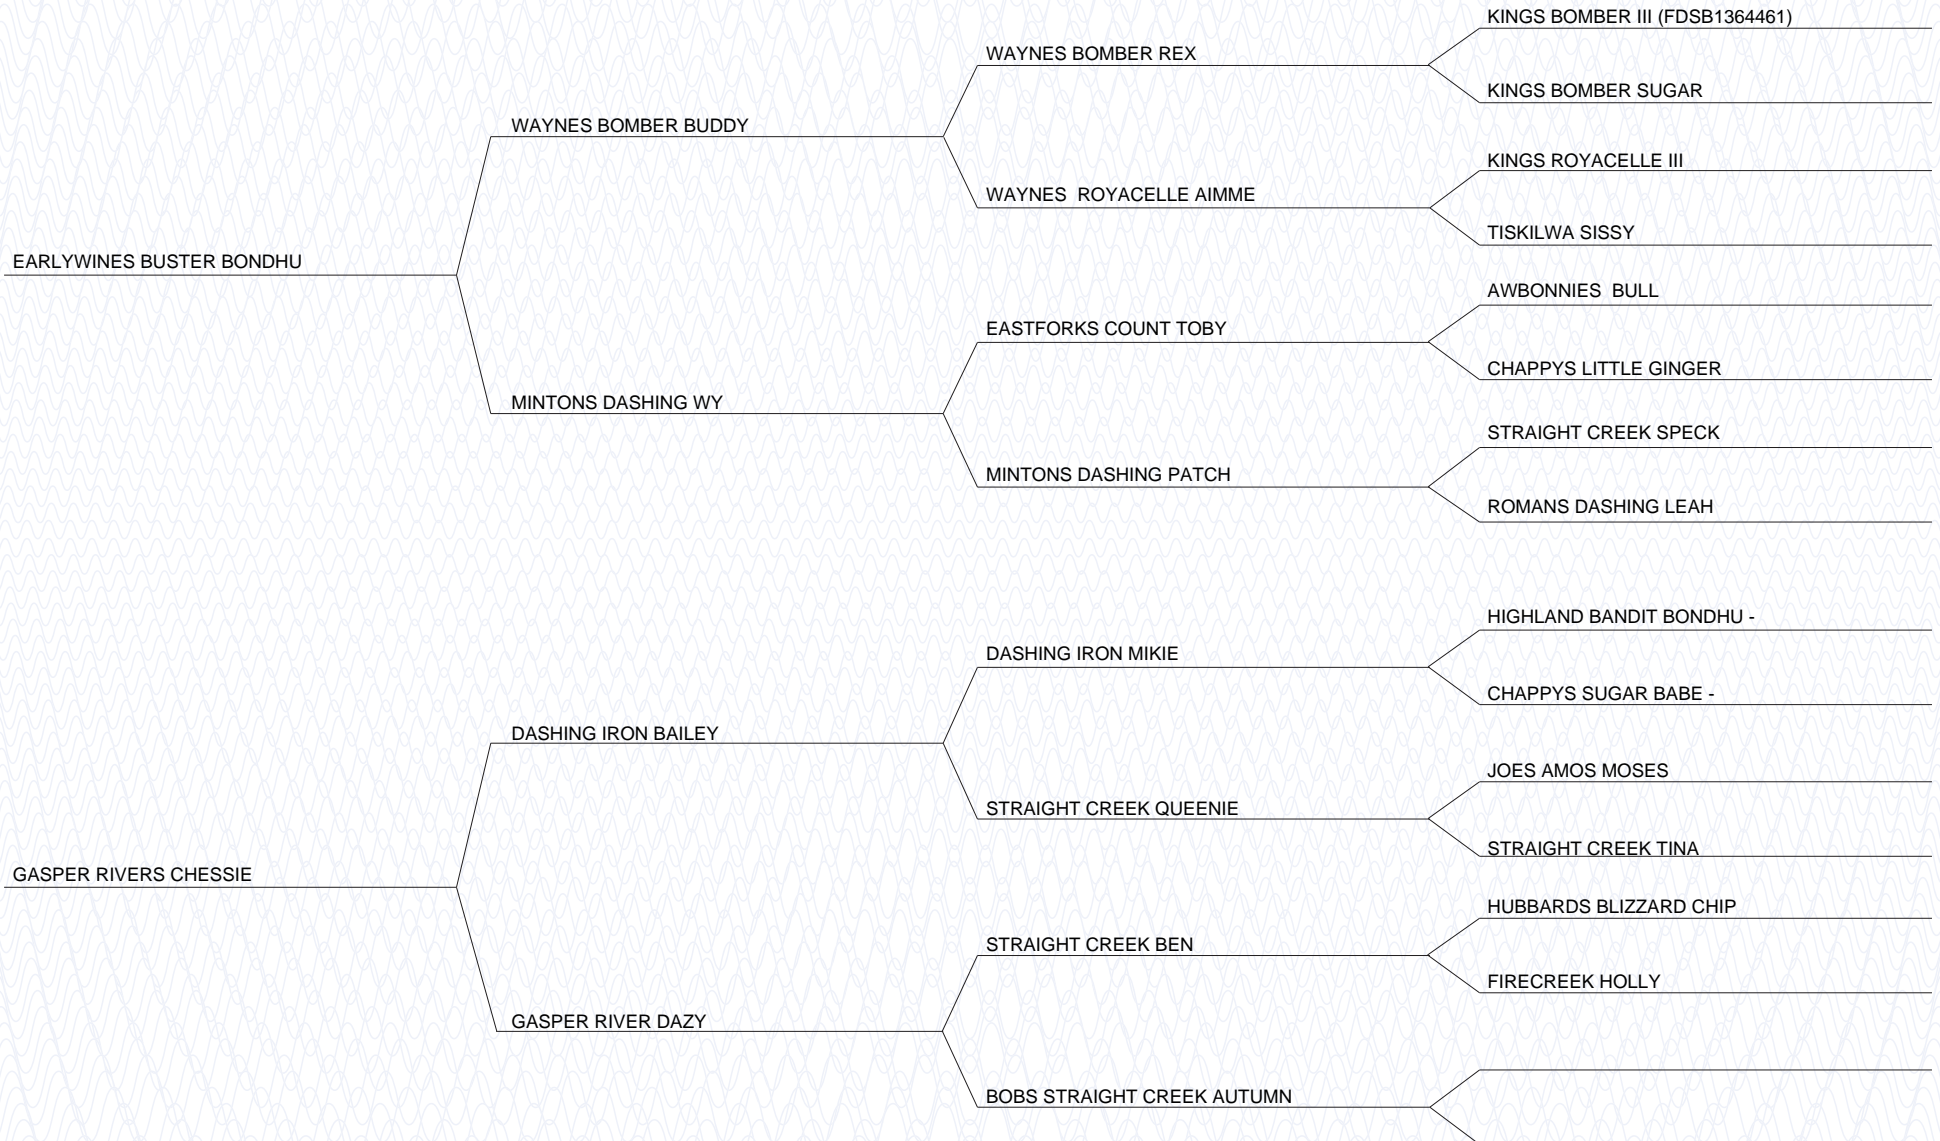 KINGS BOMBER III (FDSB1364461)
WAYNES BOMBER REX
KINGS BOMBER SUGAR
WAYNES BOMBER BUDDY
KINGS ROYACELLE III
WAYNES  ROYACELLE AIMME
TISKILWA SISSY
EARLYWINES BUSTER BONDHU
AWBONNIES  BULL
EASTFORKS COUNT TOBY
CHAPPYS LITTLE GINGER
MINTONS DASHING WY
STRAIGHT CREEK SPECK
MINTONS DASHING PATCH
ROMANS DASHING LEAH
HIGHLAND BANDIT BONDHU -
DASHING IRON MIKIE
CHAPPYS SUGAR BABE -
DASHING IRON BAILEY
JOES AMOS MOSES
STRAIGHT CREEK QUEENIE
STRAIGHT CREEK TINA
GASPER RIVERS CHESSIE
HUBBARDS BLIZZARD CHIP
STRAIGHT CREEK BEN
FIRECREEK HOLLY
GASPER RIVER DAZY
BOBS STRAIGHT CREEK AUTUMN